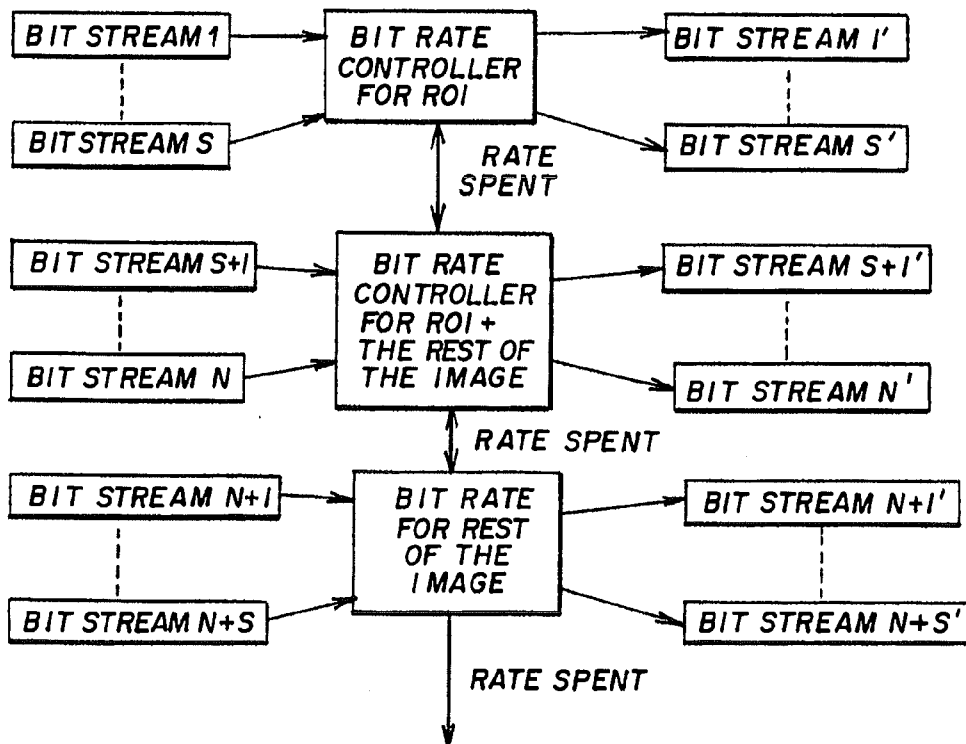 BIT STREAM 1
BIT RATE
CONTROLLER
FOR ROI
BIT STREAM 1'
BITSTREAM S
BIT STREAM S'
RATE
SPENT
BIT STREAM S+1
BIT RATE
CONTROLLER
FOR ROI +
THE REST OF
THE IMAGE
BIT STREAM S+1'
BIT STREAM N
BIT STREAM N'
RATE SPENT
BIT STREAM N+1
BIT RATE
FOR REST
OF THE
IMAGE
BIT STREAM N+1'
BIT STREAM N+S
BIT STREAM N+S'
RATE SPENT